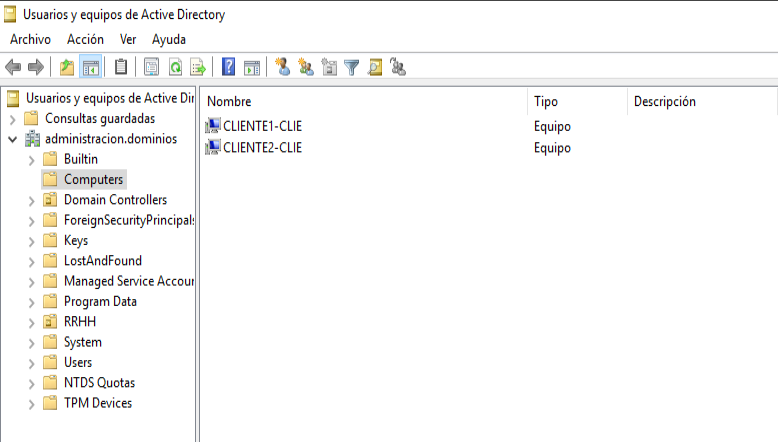 Usuarios y equipos de Active Directory
Archivo Acción Ver Ayuda
Usuarios y equipos de Active Dir
Consultas guardadas
administracion.dominios
Builtin
Computers
Domain Controllers
ForeignSecurityPrincipals
Keys
LostAndFound
Managed Service Accour
Program Data
RRHH
System
Users
NTDS Quotas
TPM Devices
Nombre Tipo Descripción
CLIENTE1-CLIE Equipo
CLIENTE2-CLIE Equipo